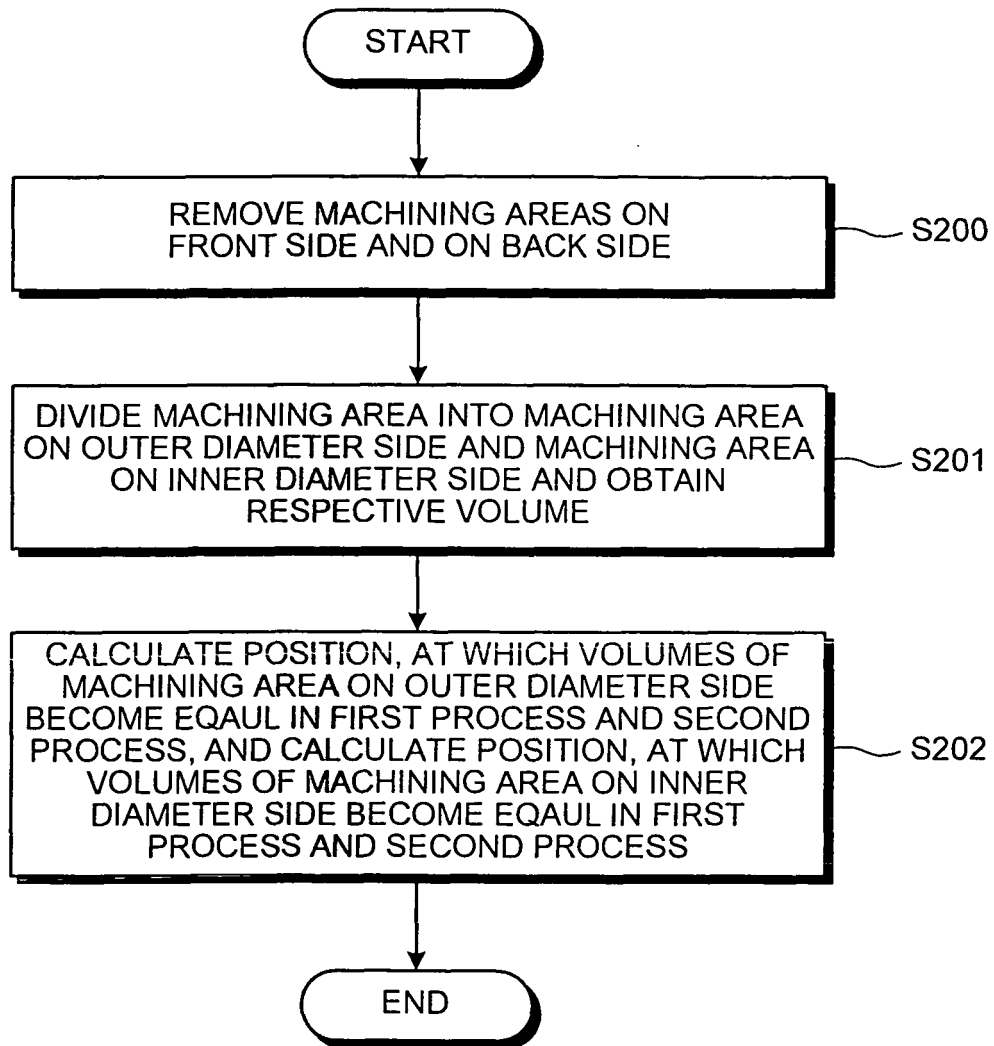 START
REMOVE MACHINING AREAS ON
FRONT SIDE AND ON BACK SIDE
S200
DIVIDE MACHINING AREA INTO MACHINING AREA
ON OUTER DIAMETER SIDE AND MACHINING AREA
ON INNER DIAMETER SIDE AND OBTAIN
RESPECTIVE VOLUME
S201
CALCULATE POSITION, AT WHICH VOLUMES OF
MACHINING AREA ON OUTER DIAMETER SIDE
BECOME EQAUL IN FIRST PROCESS AND SECOND
PROCESS, AND CALCULATE POSITION, AT WHICH
VOLUMES OF MACHINING AREA ON INNER
DIAMETER SIDE BECOME EQAUL IN FIRST
PROCESS AND SECOND PROCESS
S202
END